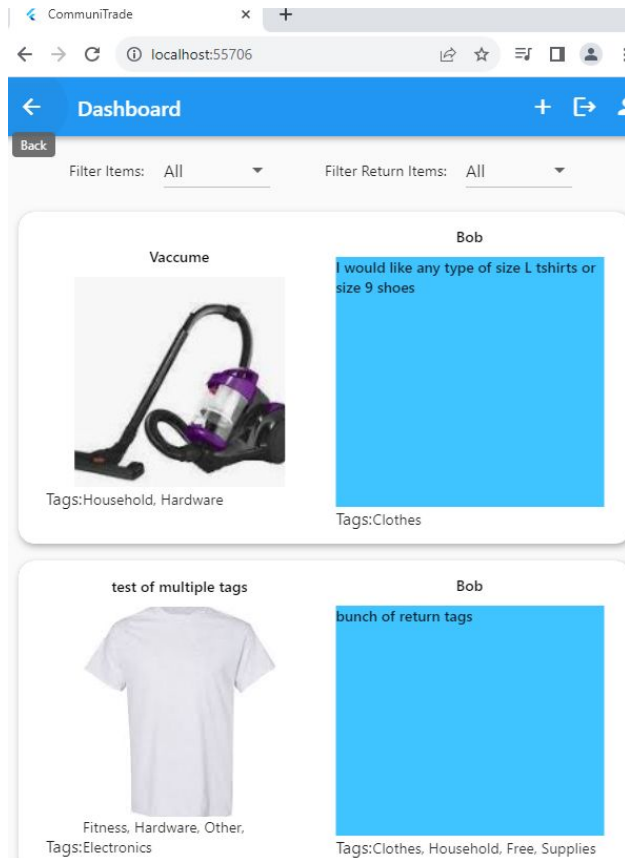 CommuniTrade
localhost:55706
Dashboard
Back
Filter Items: All
Filter Return Items: All
Vaccume
Tags:Household, Hardware
Bob
I would like any type of size L tshirts or
size 9 shoes
Tags:Clothes
test of multiple tags
Fitness, Hardware, Other,
Tags:Electronics
Bob
bunch of return tags
Tags:Clothes, Household, Free, Supplies